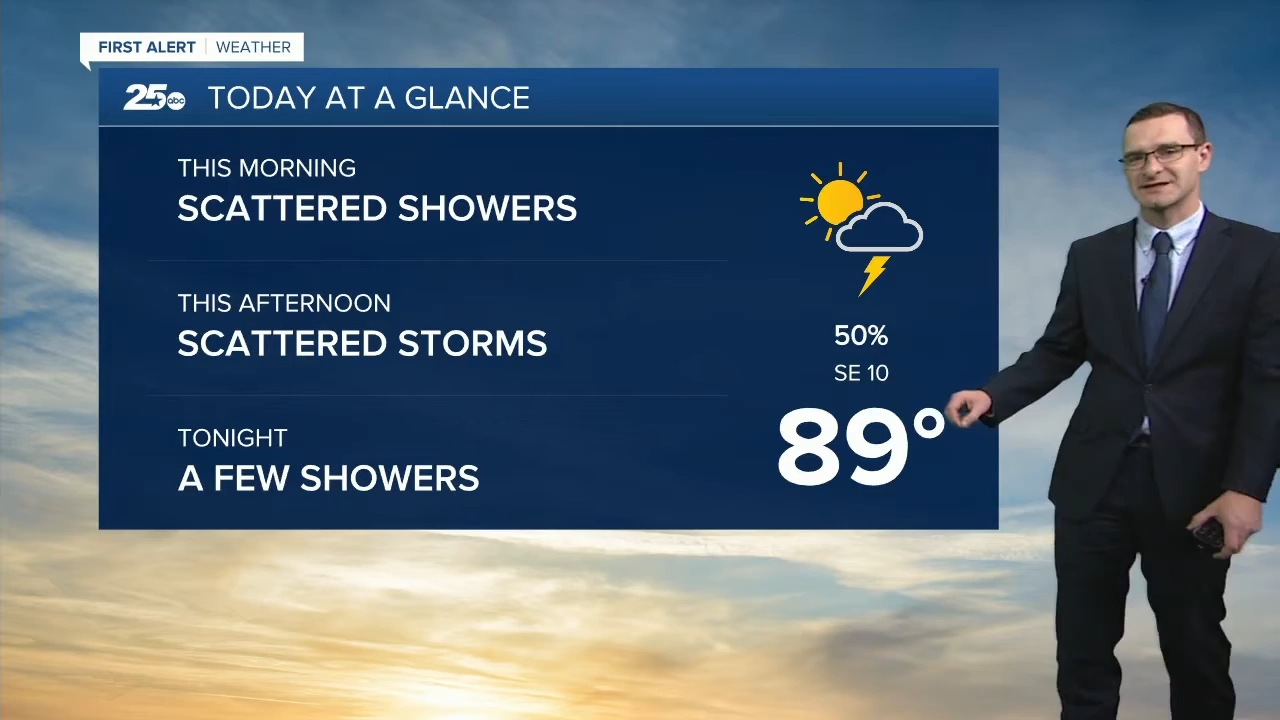 FIRST ALERT | WEATHER
25 abc TODAY AT A GLANCE
THIS MORNING
SCATTERED SHOWERS
THIS AFTERNOON
SCATTERED STORMS
TONIGHT
A FEW SHOWERS
50%
SE 10
89°